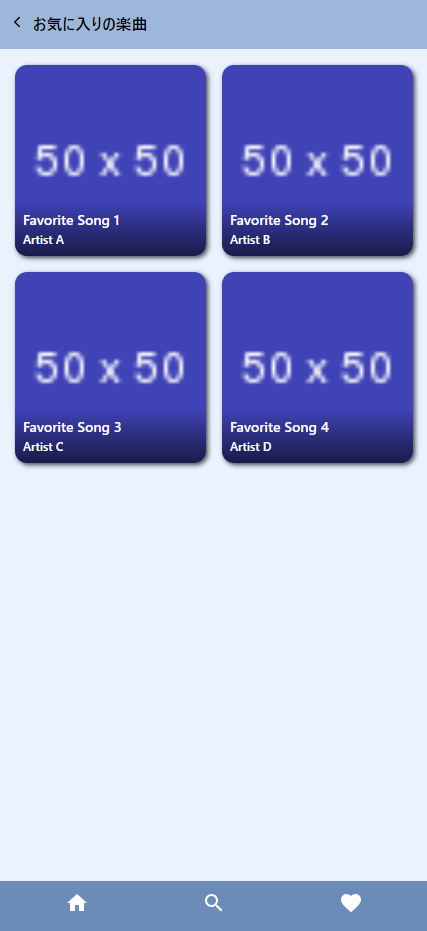 お気に入りの楽曲
50 x 50
Favorite Song 1
Artist A
50 x 50
Favorite Song 2
Artist B
50 x 50
Favorite Song 3
Artist C
50 x 50
Favorite Song 4
Artist D